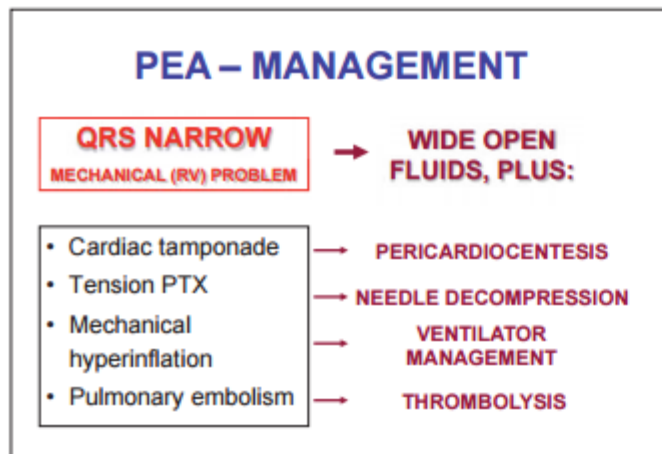 PEA – MANAGEMENT
QRS NARROW
MECHANICAL (RV) PROBLEM
WIDE OPEN
FLUIDS, PLUS:
• Cardiac tamponade
PERICARDIOCENTESIS
• Tension PTX
NEEDLE DECOMPRESSION
• Mechanical
hyperinflation
VENTILATOR
MANAGEMENT
• Pulmonary embolism
THROMBOLYSIS